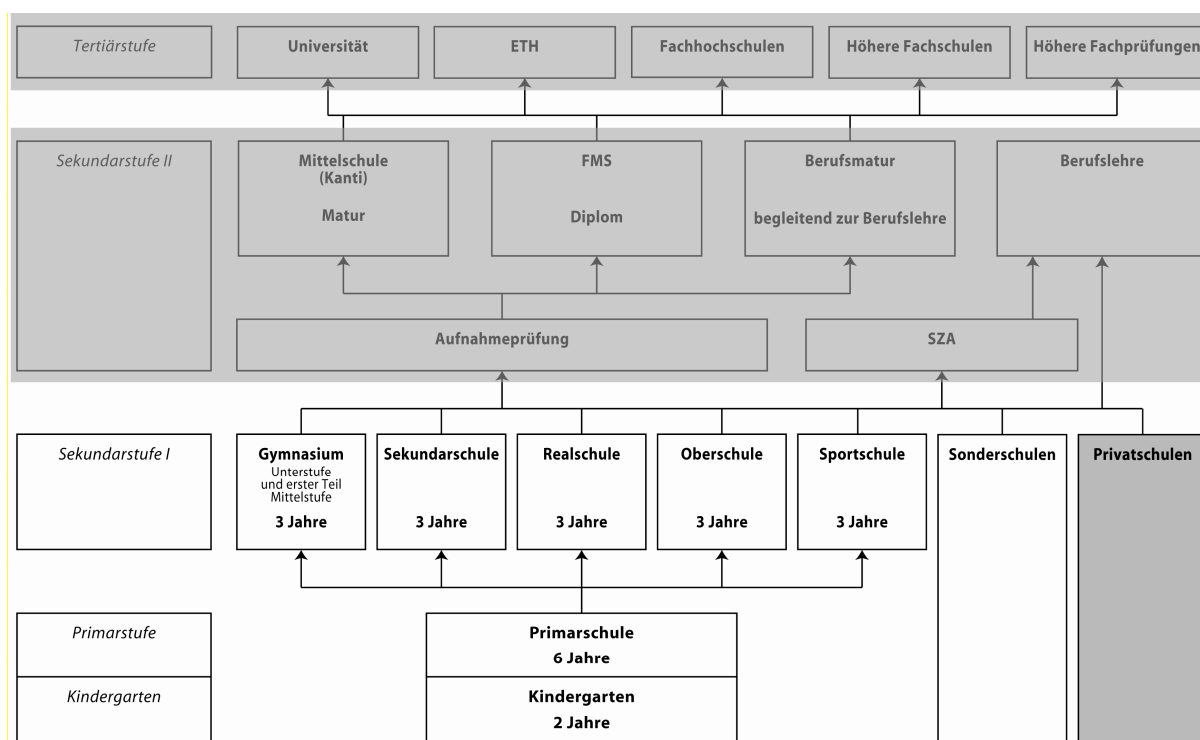 Tertiärstufe
Universität
ETH
Fachhochschulen
Höhere Fachschulen
Höhere Fachprüfungen
Sekundarstufe II
Mittelschule
(Kanti)
Matur
FMS
Diplom
Berufsmatur
begleitend zur Berufslehre
Berufslehre
Aufnahmeprüfung
SZA
Sekundarstufe I
Gymnasium
Unterstufe
und erster Teil
Mittelstufe
3 Jahre
Sekundarschule
3 Jahre
Realschule
3 Jahre
Oberschule
3 Jahre
Sportschule
3 Jahre
Sonderschulen
Privatschulen
Primarstufe
Primarschule
6 Jahre
Kindergarten
Kindergarten
2 Jahre